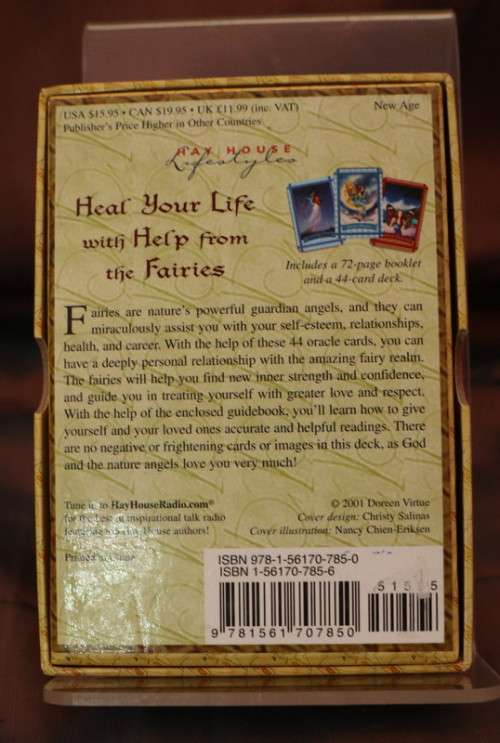 USA $15.95 • CAN $19.95 • UK £11.99 (inc. VAT)
New Age
Publisher's Price Higher in Other Countries
HAY HOUSE
Lifestyles
Heal Your Life
with Help from
the Fairies
Includes a 72-page booklet
and a 44-card deck.
Fairies are nature's powerful guardian angels, and they can
miraculously assist you with your self-esteem, relationships,
health, and career. With the help of these 44 oracle cards, you can
have a deeply personal relationship with the amazing fairy realm.
The fairies will help you find new inner strength and confidence,
and guide you in treating yourself with greater love and respect.
With the help of the enclosed guidebook, you'll learn how to give
yourself and your loved ones accurate and helpful readings. There
are no negative or frightening cards or images in this deck, as God
and the nature angels love you very much!
Tune in to HayHouseRadio.com®
for the best in inspirational talk radio
featuring top Hay House authors!
Printed in China
© 2001 Doreen Virtue
Cover design: Christy Salinas
Cover illustration: Nancy Chien-Eriksen
ISBN 978-1-56170-785-0
ISBN 1-56170-785-6
9 781561 707850